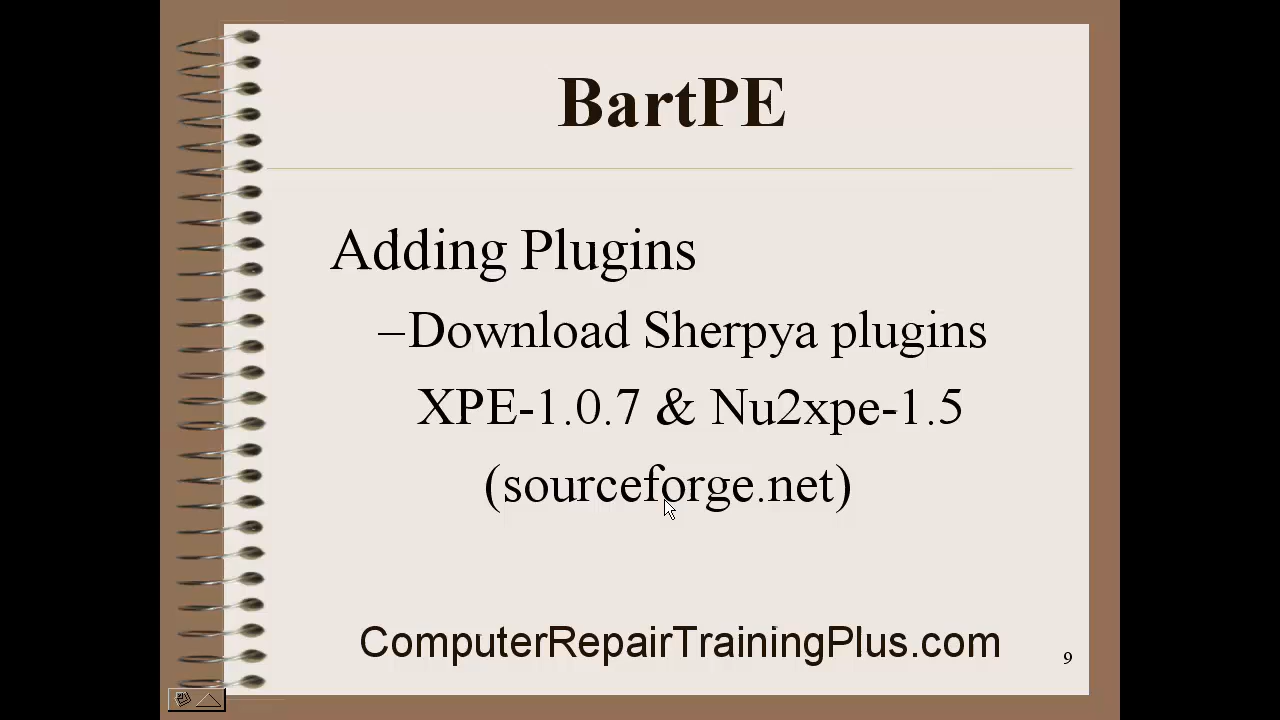 BartPE
Adding Plugins
–Download Sherpya plugins
XPE-1.0.7 & Nu2xpe-1.5
(sourceforge.net)
ComputerRepairTrainingPlus.com
9